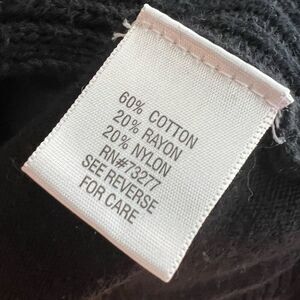 60% COTTON
20% RAYON
20% NYLON
RN#73277
SEE REVERSE
FOR CARE